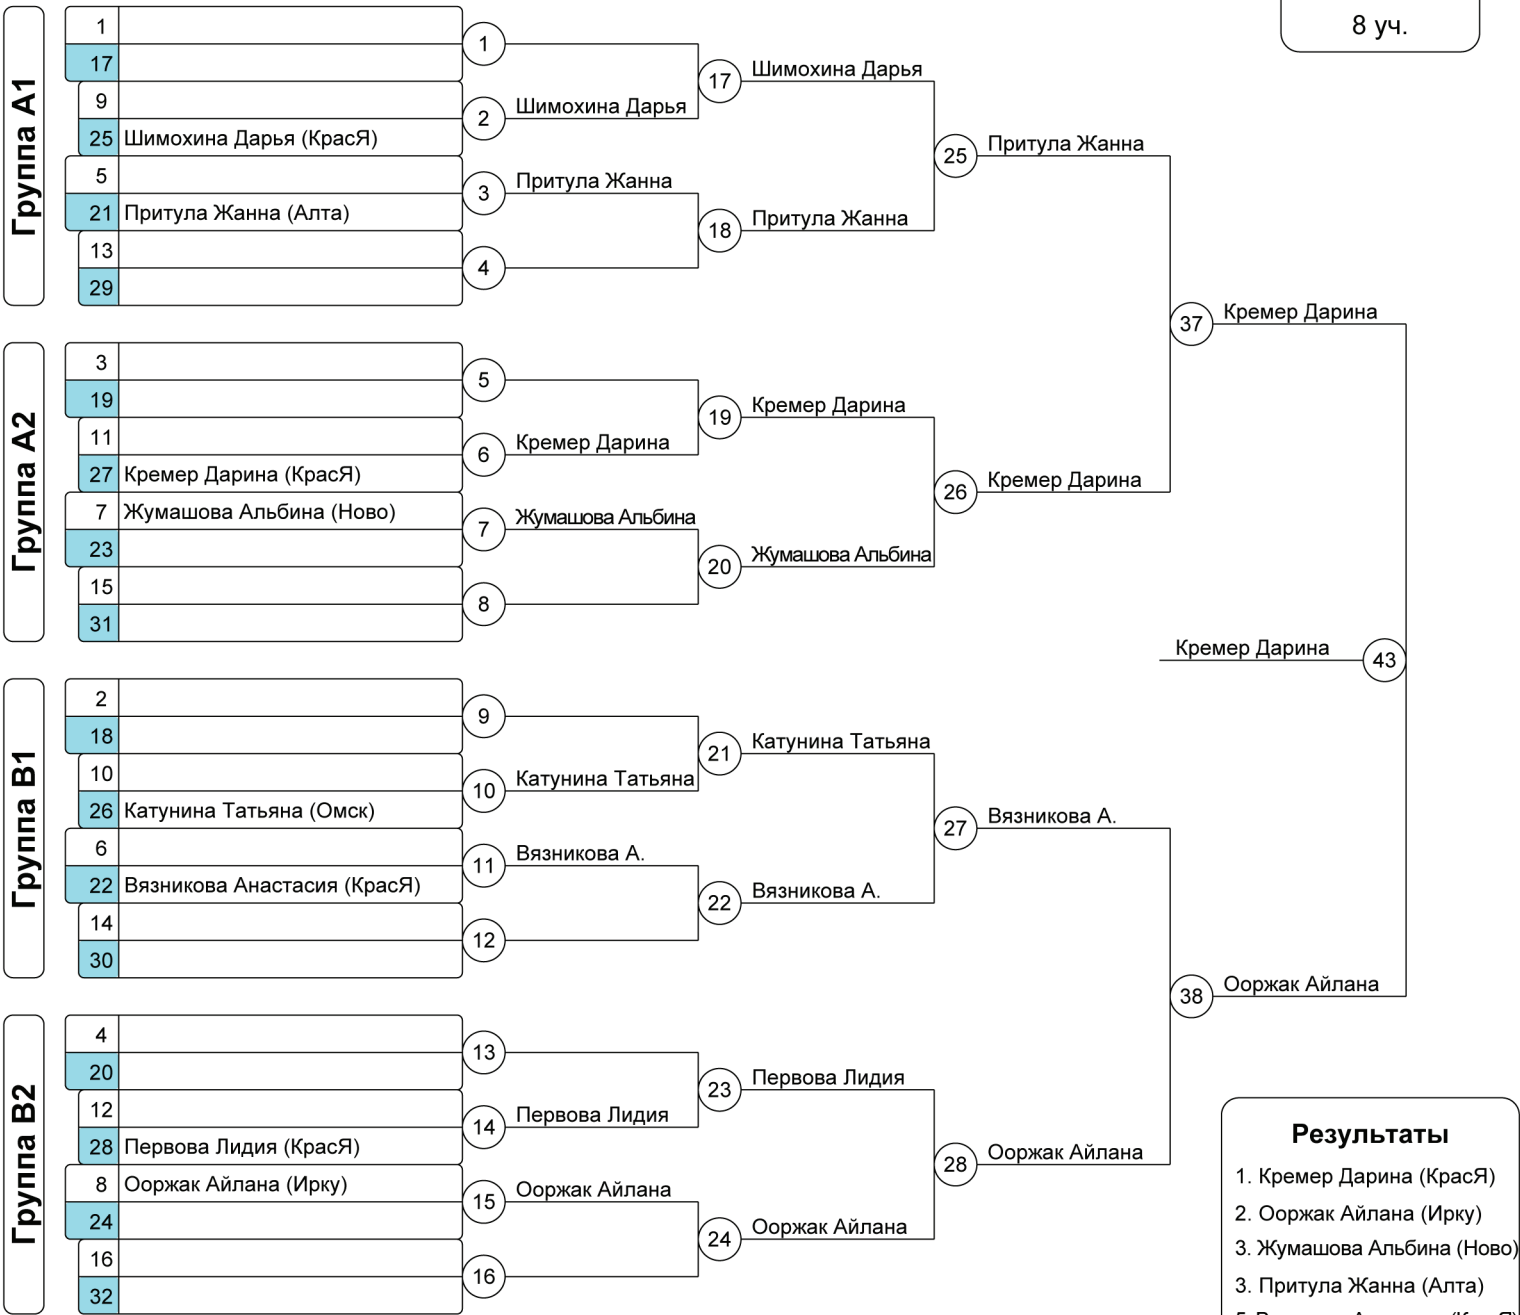 8 уч.
Группа A1
1
17
9
25 Шимохина Дарья (КрасЯ)
5
21 Притула Жанна (Алта)
13
29
1
2 Шимохина Дарья
3 Притула Жанна
4
17 Шимохина Дарья
18 Притула Жанна
25 Притула Жанна
Группа A2
3
19
11
27 Кремер Дарина (КрасЯ)
7 Жумашова Альбина (Ново)
23
15
31
5
6 Кремер Дарина
7 Жумашова Альбина
8
19 Кремер Дарина
20 Жумашова Альбина
26 Кремер Дарина
37 Кремер Дарина
Кремер Дарина 43
Группа B1
2
18
10
26 Катунина Татьяна (Омск)
6
22 Вязникова Анастасия (КрасЯ)
14
30
9
10 Катунина Татьяна
11 Вязникова А.
12
21 Катунина Татьяна
22 Вязникова А.
27 Вязникова А.
38 Ооржак Айлана
Группа B2
4
20
12
28 Первова Лидия (КрасЯ)
8 Ооржак Айлана (Ирку)
24
16
32
13
14 Первова Лидия
15 Ооржак Айлана
16
23 Первова Лидия
24 Ооржак Айлана
28 Ооржак Айлана
Результаты
1. Кремер Дарина (КрасЯ)
2. Ооржак Айлана (Ирку)
3. Жумашова Альбина (Ново)
3. Притула Жанна (Алта)